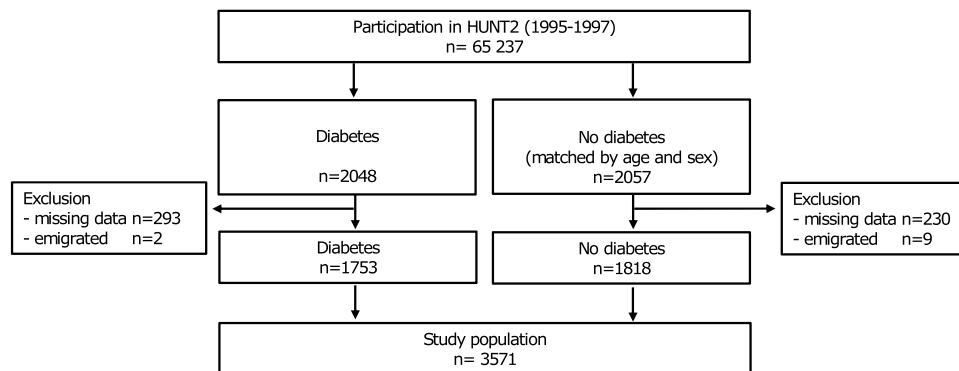 Participation in HUNT2 (1995-1997)
n= 65 237
Diabetes
n=2048
No diabetes
(matched by age and sex)
n=2057
Exclusion
- missing data n=293
- emigrated n=2
Exclusion
- missing data n=230
- emigrated n=9
Diabetes
n=1753
No diabetes
n=1818
Study population
n= 3571